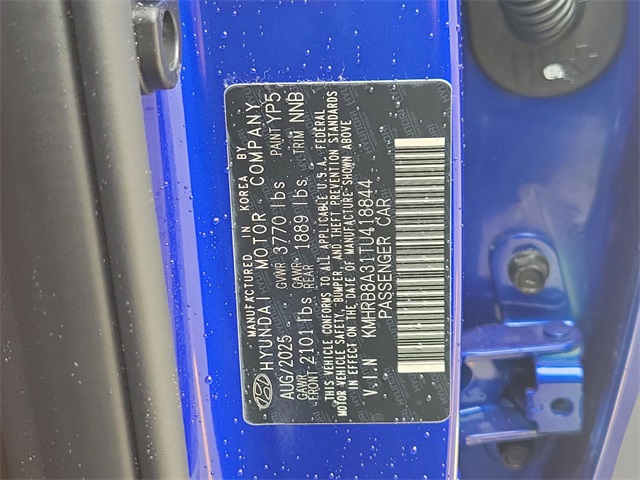 MANUFACTURED IN KOREA BY
HYUNDAI MOTOR COMPANY
AUG/2025 GVWR 3770 lbs PAINT YP5
GAWR FRONT 2101 lbs GAWR REAR 1889 lbs TRIM NNB
THIS VEHICLE CONFORMS TO ALL APPLICABLE U.S.A. FEDERAL
MOTOR VEHICLE SAFETY, BUMPER, AND THEFT PREVENTION STANDARDS
IN EFFECT ON THE DATE OF MANUFACTURE SHOWN ABOVE
V.I.N KMHRB8A31TU418844
PASSENGER CAR